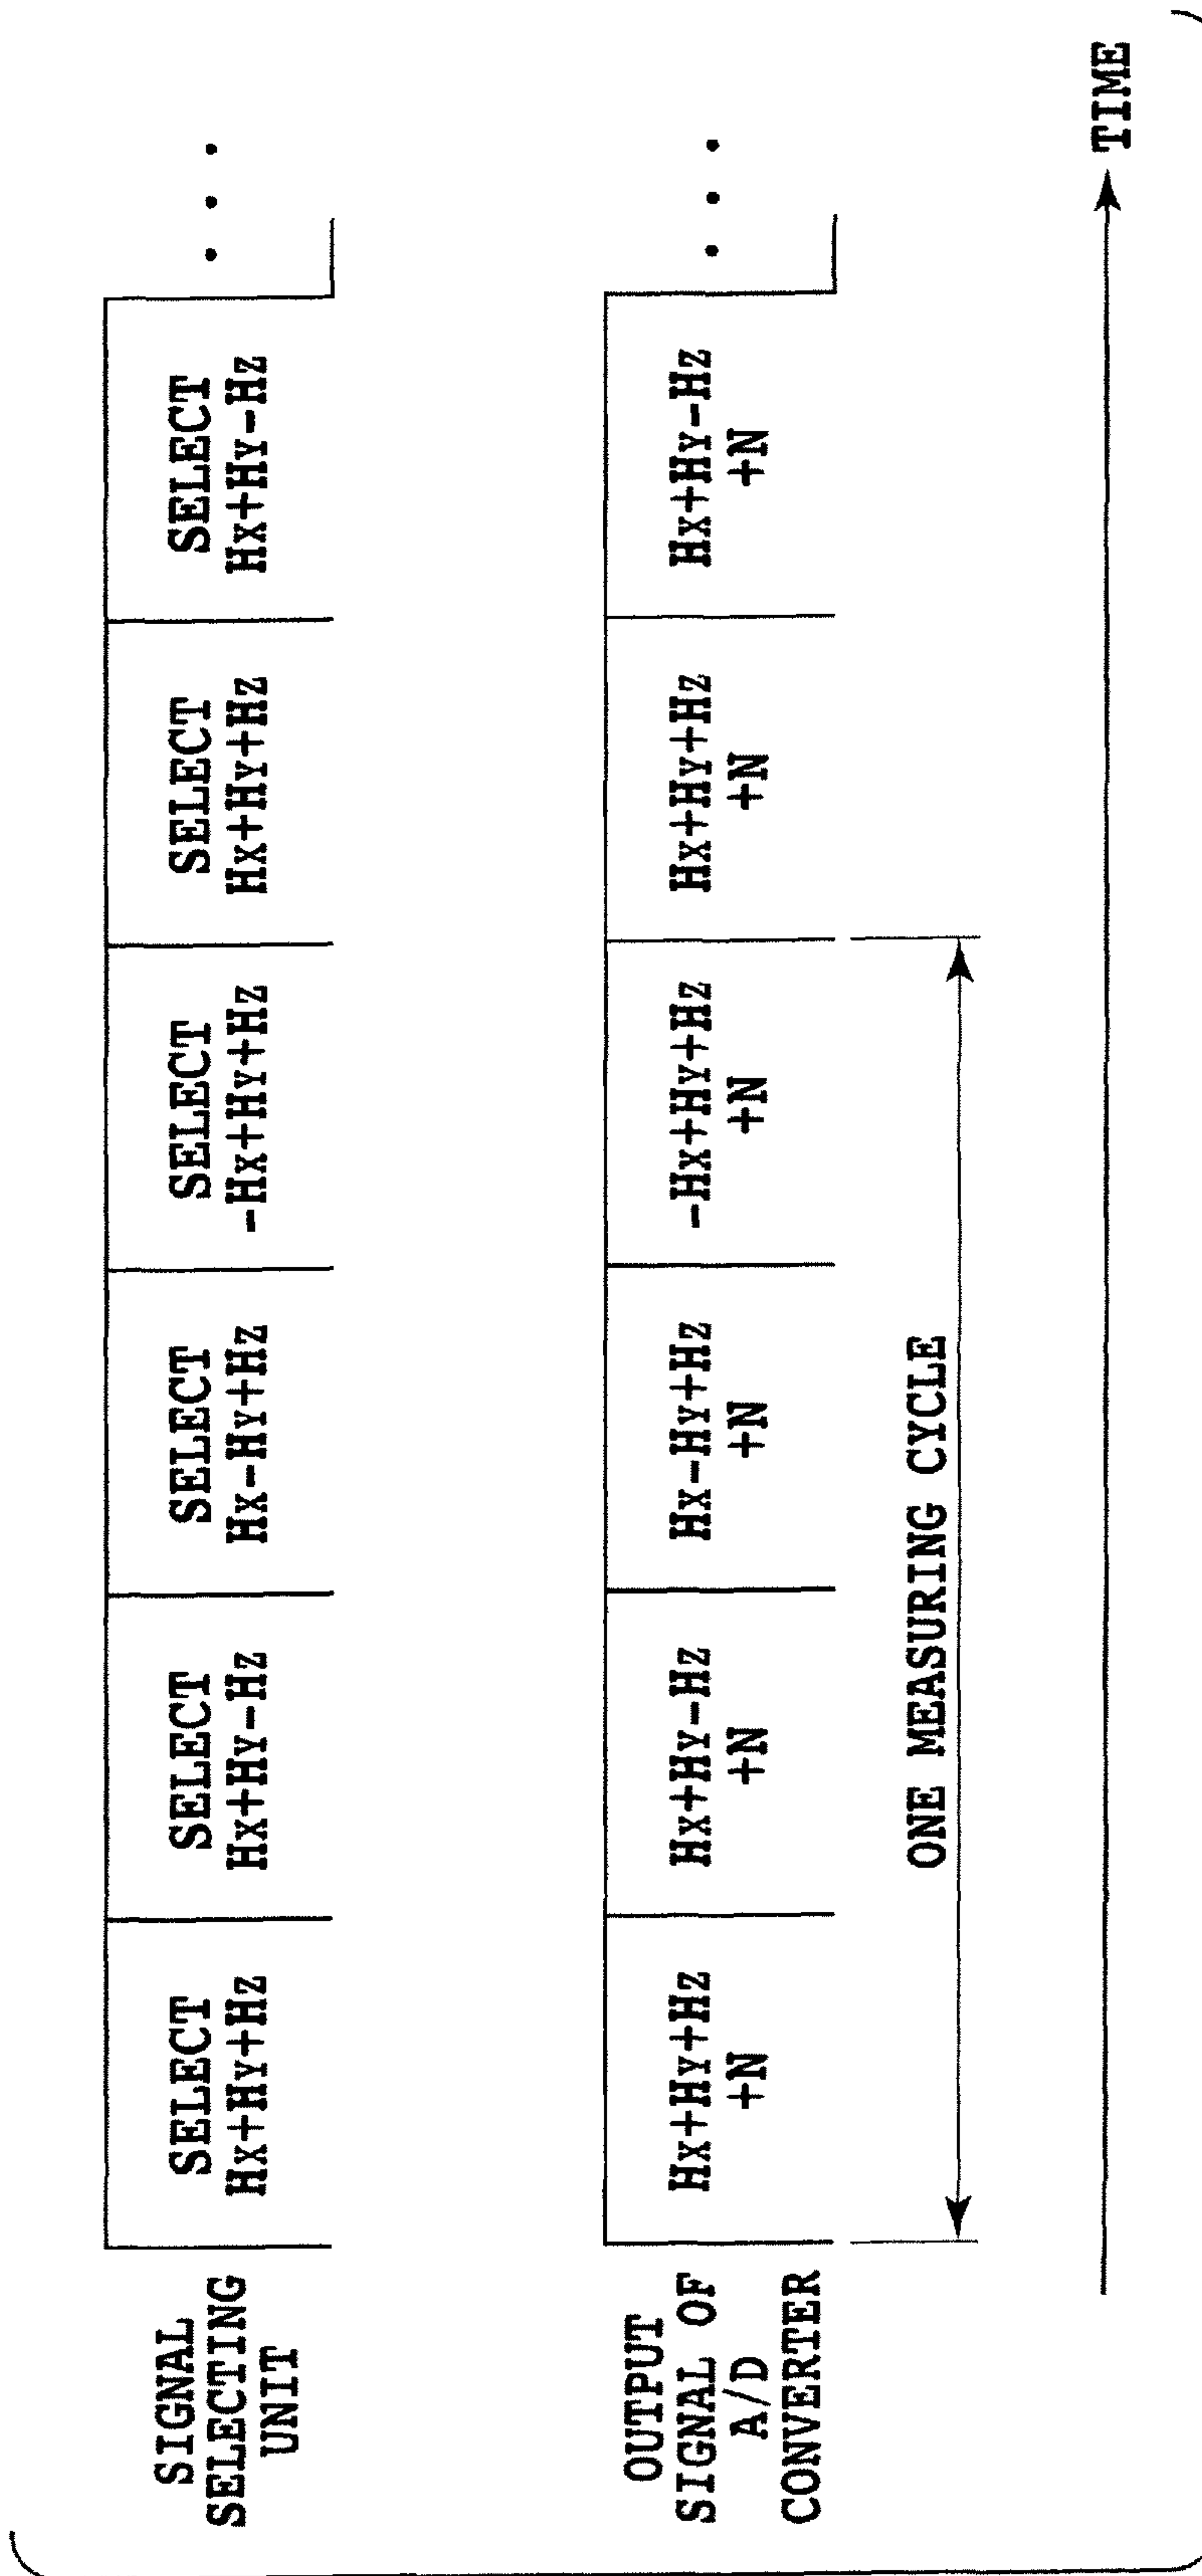 SIGNAL
SELECTING
UNIT
SELECT
Hx+Hy+Hz
SELECT
Hx+Hy-Hz
SELECT
Hx-Hy+Hz
SELECT
-Hx+Hy+Hz
SELECT
Hx+Hy+Hz
SELECT
Hx+Hy-Hz
• • •
OUTPUT
SIGNAL OF
A/D
CONVERTER
Hx+Hy+Hz
+N
Hx+Hy-Hz
+N
Hx-Hy+Hz
+N
-Hx+Hy+Hz
+N
Hx+Hy+Hz
+N
Hx+Hy-Hz
+N
• • •
ONE MEASURING CYCLE
TIME